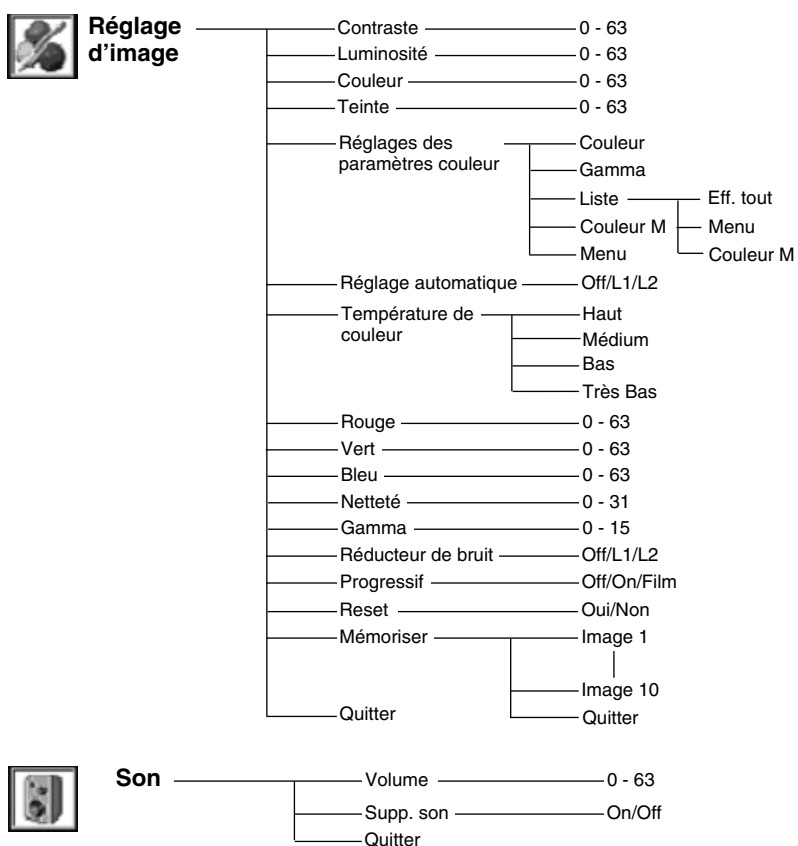 Réglage d'image
Contraste 0 - 63
Luminosité 0 - 63
Couleur 0 - 63
Teinte 0 - 63
Réglages des paramètres couleur
Couleur
Gamma
Liste
Eff. tout
Menu
Couleur M
Couleur M
Menu
Réglage automatique Off/L1/L2
Température de couleur
Haut
Médium
Bas
Très Bas
Rouge 0 - 63
Vert 0 - 63
Bleu 0 - 63
Netteté 0 - 31
Gamma 0 - 15
Réducteur de bruit Off/L1/L2
Progressif Off/On/Film
Reset Oui/Non
Mémoriser
Image 1
Image 10
Quitter
Quitter
Son
Volume 0 - 63
Supp. son On/Off
Quitter